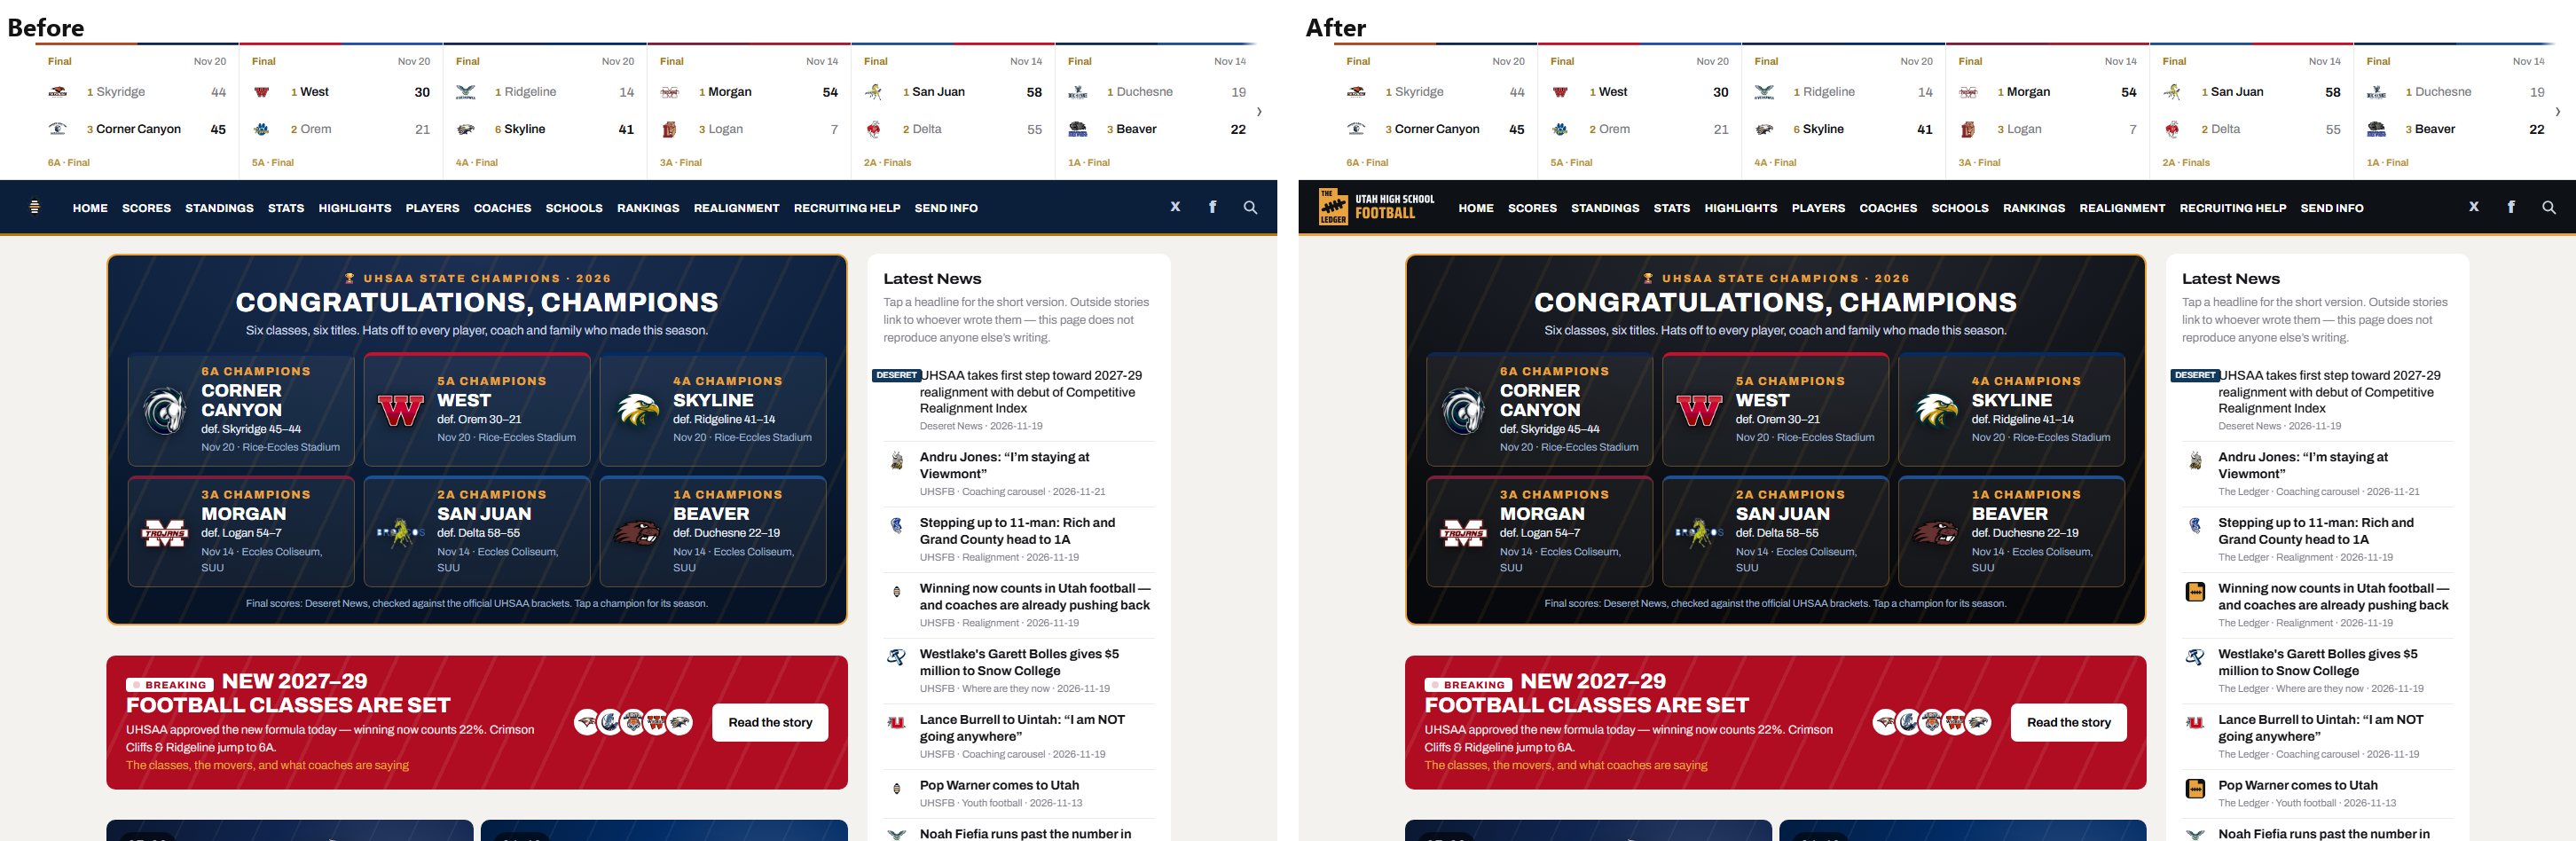 Before
Final Nov 20
1 Skyridge 44
3 Corner Canyon 45
6A · Final
Final Nov 20
1 West 30
2 Orem 21
5A · Final
Final Nov 20
1 Ridgeline 14
6 Skyline 41
4A · Final
Final Nov 14
1 Morgan 54
3 Logan 7
3A · Final
Final Nov 14
1 San Juan 58
2 Delta 55
2A · Finals
Final Nov 14
1 Duchesne 19
3 Beaver 22
1A · Final
HOME SCORES STANDINGS STATS HIGHLIGHTS PLAYERS COACHES SCHOOLS RANKINGS REALIGNMENT RECRUITING HELP SEND INFO X f
UHSAA STATE CHAMPIONS · 2026
CONGRATULATIONS, CHAMPIONS
Six classes, six titles. Hats off to every player, coach and family who made this season.
6A CHAMPIONS
CORNER
CANYON
def. Skyridge 45–44
Nov 20 · Rice-Eccles Stadium
5A CHAMPIONS
WEST
def. Orem 30–21
Nov 20 · Rice-Eccles Stadium
4A CHAMPIONS
SKYLINE
def. Ridgeline 41–14
Nov 20 · Rice-Eccles Stadium
3A CHAMPIONS
MORGAN
def. Logan 54–7
Nov 14 · Eccles Coliseum,
SUU
TROJANS
2A CHAMPIONS
SAN JUAN
def. Delta 58–55
Nov 14 · Eccles Coliseum,
SUU
1A CHAMPIONS
BEAVER
def. Duchesne 22–19
Nov 14 · Eccles Coliseum,
SUU
Final scores: Deseret News, checked against the official UHSAA brackets. Tap a champion for its season.
BREAKING NEW 2027–29
FOOTBALL CLASSES ARE SET
UHSAA approved the new formula today — winning now counts 22%. Crimson
Cliffs & Ridgeline jump to 6A.
The classes, the movers, and what coaches are saying
Read the story
Latest News
Tap a headline for the short version. Outside stories
link to whoever wrote them — this page does not
reproduce anyone else's writing.
DESERET UHSAA takes first step toward 2027-29
realignment with debut of Competitive
Realignment Index
Deseret News · 2026-11-19
Andru Jones: “I'm staying at
Viewmont”
UHSFB · Coaching carousel · 2026-11-21
Stepping up to 11-man: Rich and
Grand County head to 1A
UHSFB · Realignment · 2026-11-19
Winning now counts in Utah football —
and coaches are already pushing back
UHSFB · Realignment · 2026-11-19
Westlake's Garett Bolles gives $5
million to Snow College
UHSFB · Where are they now · 2026-11-19
Lance Burrell to Uintah: “I am NOT
going anywhere”
UHSFB · Coaching carousel · 2026-11-19
Pop Warner comes to Utah
UHSFB · Youth football · 2026-11-13
Noah Fiefia runs past the number in
After
Final Nov 20
1 Skyridge 44
3 Corner Canyon 45
6A · Final
Final Nov 20
1 West 30
2 Orem 21
5A · Final
Final Nov 20
1 Ridgeline 14
6 Skyline 41
4A · Final
Final Nov 14
1 Morgan 54
3 Logan 7
3A · Final
Final Nov 14
1 San Juan 58
2 Delta 55
2A · Finals
Final Nov 14
1 Duchesne 19
3 Beaver 22
1A · Final
THE
LEDGER
UTAH HIGH SCHOOL
FOOTBALL
HOME SCORES STANDINGS STATS HIGHLIGHTS PLAYERS COACHES SCHOOLS RANKINGS REALIGNMENT RECRUITING HELP SEND INFO X f
UHSAA STATE CHAMPIONS · 2026
CONGRATULATIONS, CHAMPIONS
Six classes, six titles. Hats off to every player, coach and family who made this season.
6A CHAMPIONS
CORNER
CANYON
def. Skyridge 45–44
Nov 20 · Rice-Eccles Stadium
5A CHAMPIONS
WEST
def. Orem 30–21
Nov 20 · Rice-Eccles Stadium
4A CHAMPIONS
SKYLINE
def. Ridgeline 41–14
Nov 20 · Rice-Eccles Stadium
3A CHAMPIONS
MORGAN
def. Logan 54–7
Nov 14 · Eccles Coliseum,
SUU
TROJANS
2A CHAMPIONS
SAN JUAN
def. Delta 58–55
Nov 14 · Eccles Coliseum,
SUU
1A CHAMPIONS
BEAVER
def. Duchesne 22–19
Nov 14 · Eccles Coliseum,
SUU
Final scores: Deseret News, checked against the official UHSAA brackets. Tap a champion for its season.
BREAKING NEW 2027–29
FOOTBALL CLASSES ARE SET
UHSAA approved the new formula today — winning now counts 22%. Crimson
Cliffs & Ridgeline jump to 6A.
The classes, the movers, and what coaches are saying
Read the story
Latest News
Tap a headline for the short version. Outside stories
link to whoever wrote them — this page does not
reproduce anyone else's writing.
DESERET UHSAA takes first step toward 2027-29
realignment with debut of Competitive
Realignment Index
Deseret News · 2026-11-19
Andru Jones: “I'm staying at
Viewmont”
The Ledger · Coaching carousel · 2026-11-21
Stepping up to 11-man: Rich and
Grand County head to 1A
The Ledger · Realignment · 2026-11-19
Winning now counts in Utah football —
and coaches are already pushing back
The Ledger · Realignment · 2026-11-19
Westlake's Garett Bolles gives $5
million to Snow College
The Ledger · Where are they now · 2026-11-19
Lance Burrell to Uintah: “I am NOT
going anywhere”
The Ledger · Coaching carousel · 2026-11-19
Pop Warner comes to Utah
The Ledger · Youth football · 2026-11-13
Noah Fiefia runs past the number in